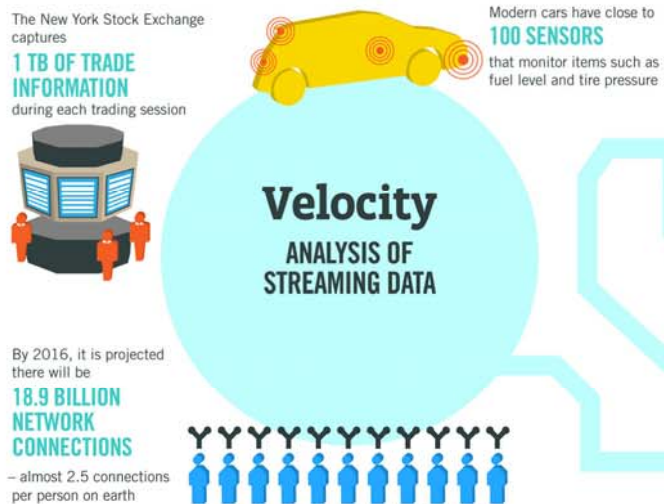 The New York Stock Exchange
captures
1 TB OF TRADE
INFORMATION
during each trading session
Modern cars have close to
100 SENSORS
that monitor items such as
fuel level and tire pressure
Velocity
ANALYSIS OF
STREAMING DATA
By 2016, it is projected
there will be
18.9 BILLION
NETWORK
CONNECTIONS
– almost 2.5 connections
per person on earth